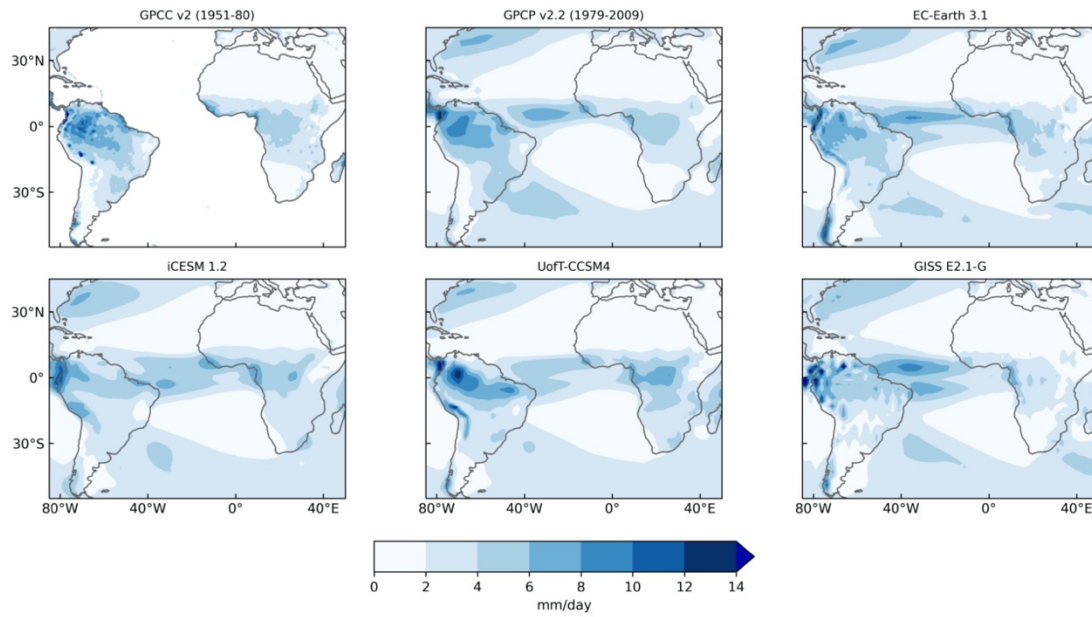 GPCC v2 (1951-80)
GPCP v2.2 (1979-2009)
EC-Earth 3.1
30°N
0°
30°S
iCESM 1.2
UofT-CCSM4
GISS E2.1-G
30°N
0°
30°S
80°W 40°W 0° 40°E
80°W 40°W 0° 40°E
80°W 40°W 0° 40°E
0 2 4 6 8 10 12 14
mm/day